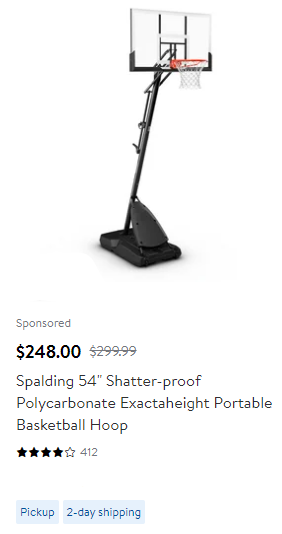 Sponsored
$248.00 $299.99
Spalding 54" Shatter-proof
Polycarbonate Exactaheight Portable
Basketball Hoop
412
Pickup 2-day shipping